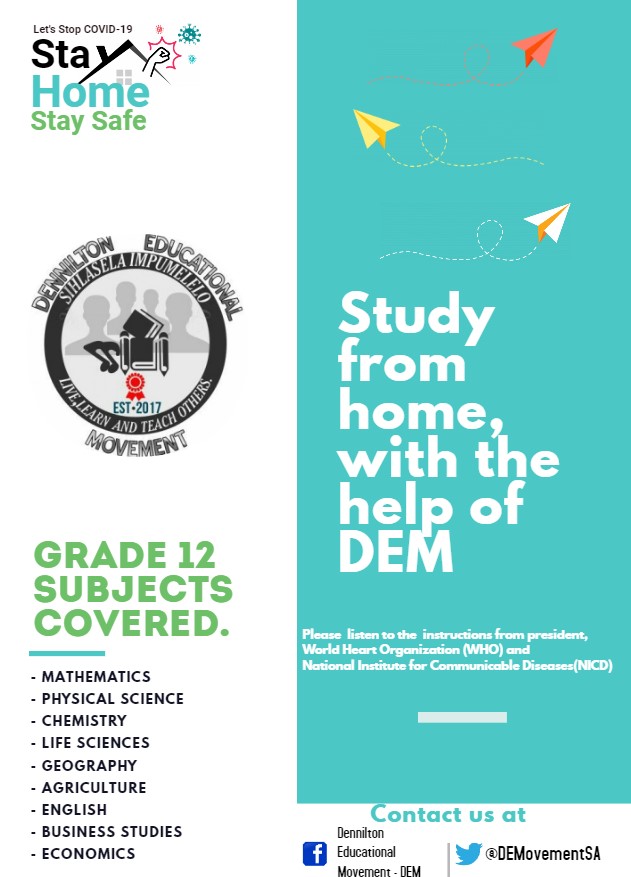 Let's Stop COVID-19
Stay
Home
Stay Safe
DENNILTON EDUCATIONAL
SIHLASELA IMPUMELELO
EST•2017
LIVE,LEARN AND TEACH OTHERS.
MOVEMENT
GRADE 12
SUBJECTS
COVERED.
- MATHEMATICS
- PHYSICAL SCIENCE
- CHEMISTRY
- LIFE SCIENCES
- GEOGRAPHY
- AGRICULTURE
- ENGLISH
- BUSINESS STUDIES
- ECONOMICS
Study
from
home,
with the
help of
DEM
Please listen to the instructions from president,
World Heart Organization (WHO) and
National Institute for Communicable Diseases(NICD)
Contact us at
Dennilton
Educational
Movement - DEM
@DEMovementSA